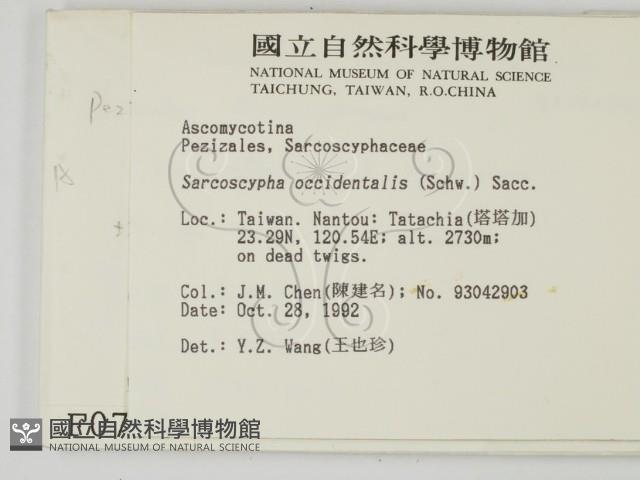 國立自然科學博物館
NATIONAL MUSEUM OF NATURAL SCIENCE
TAICHUNG, TAIWAN, R.O.CHINA
Pez
Ascomycotina
Pezizales, Sarcoscyphaceae
Sarcoscypha occidentalis (Schw.) Sacc.
Loc.: Taiwan. Nantou: Tatachia(塔塔加)
23.29N, 120.54E; alt. 2730m;
on dead twigs.
Col.: J.M. Chen(陳建名); No. 93042903
Date: Oct. 28, 1992
Det.: Y.Z. Wang(王也珍)
國立自然科學博物館
NATIONAL MUSEUM OF NATURAL SCIENCE